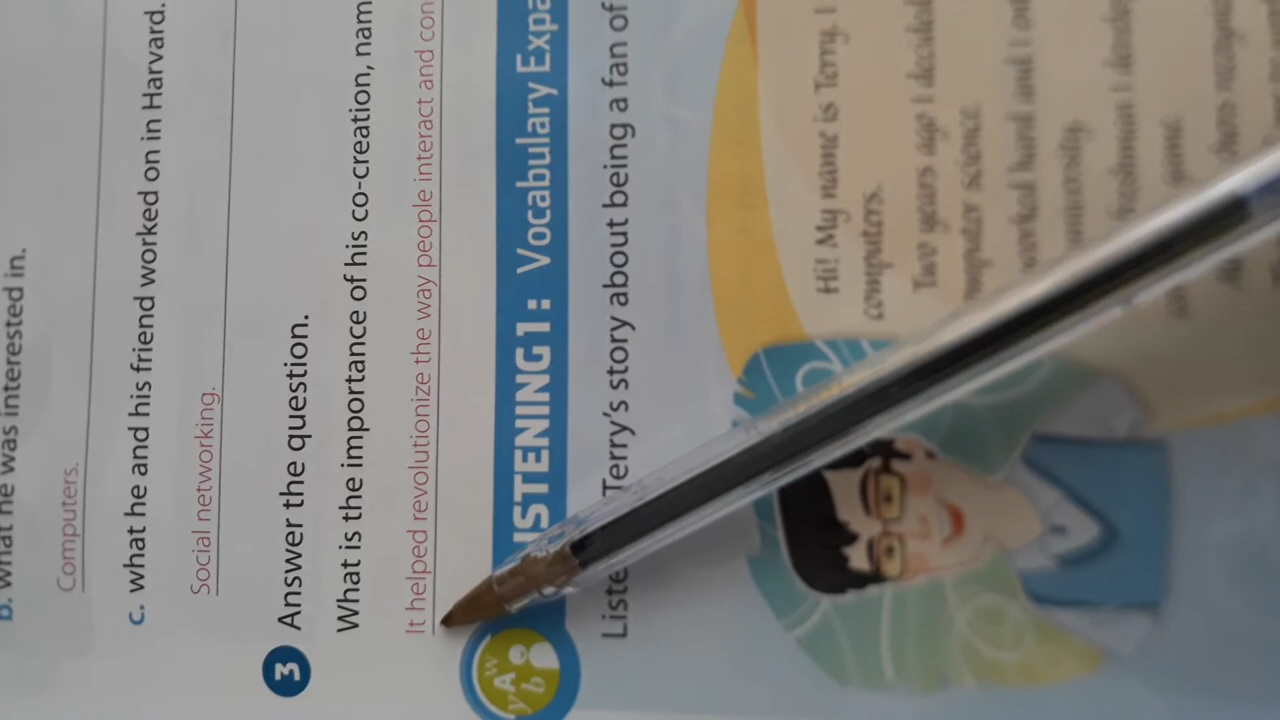 b. what he was interested in.
Computers.
c. what he and his friend worked on in Harvard.
Social networking.
3 Answer the question.
What is the importance of his co-creation, nam
It helped revolutionize the way people interact and con
ISTENING 1: Vocabulary Expa
Liste Terry's story about being a fan of
Hi! My name is Terry. I
computers.
Two years ago I decided
computer science.
worked hard and I
university.
freshman I
game.